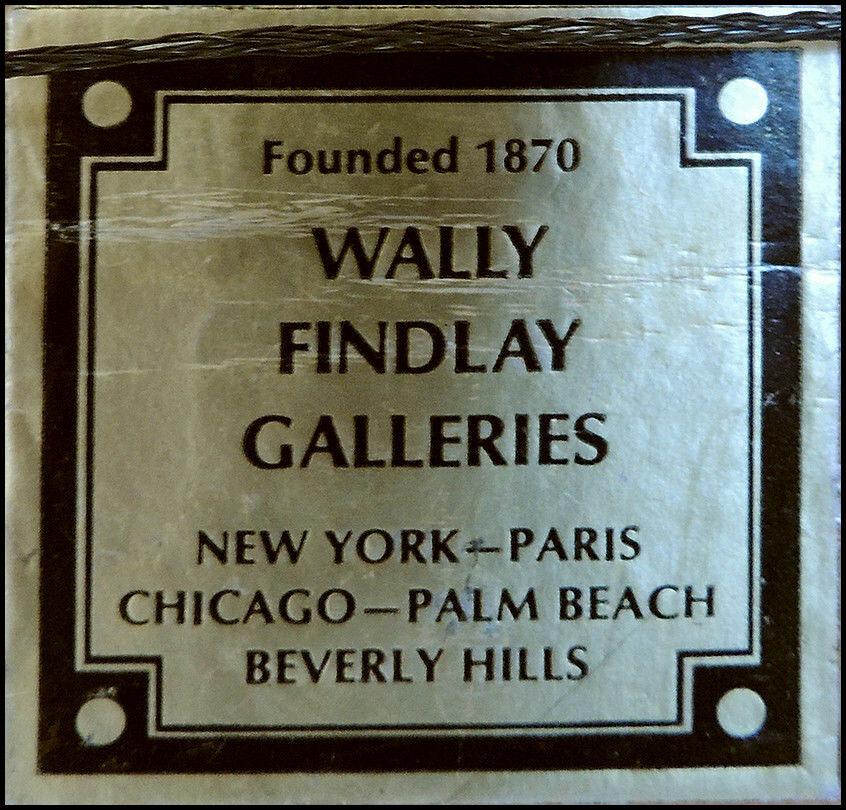 Founded 1870
WALLY
FINDLAY
GALLERIES
NEW YORK—PARIS
CHICAGO—PALM BEACH
BEVERLY HILLS